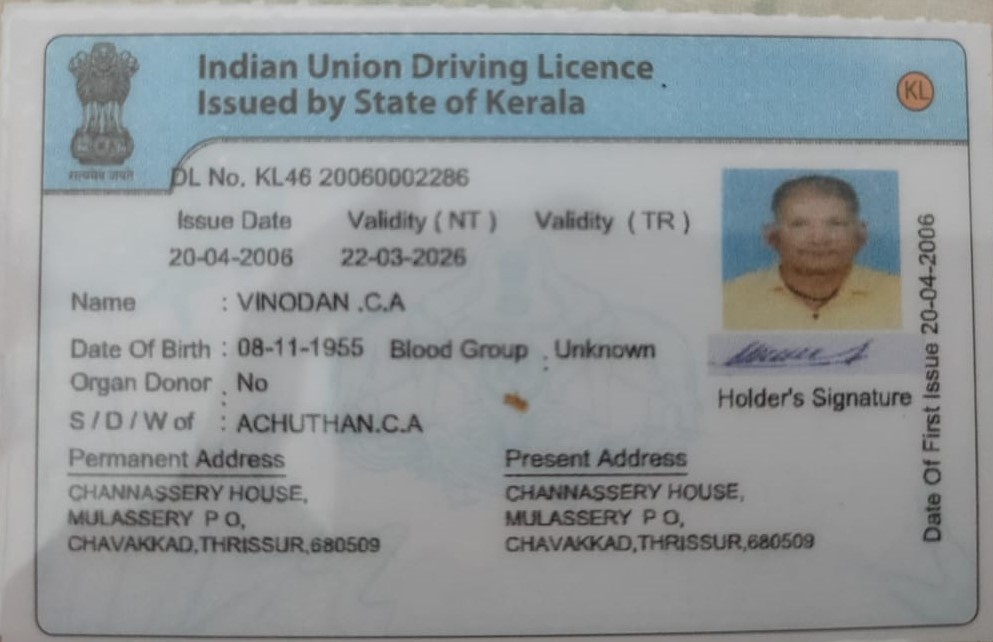 Indian Union Driving Licence
Issued by State of Kerala
KL
सत्यमेव जयते
DL No. KL46 20060002286
Issue Date Validity ( NT ) Validity ( TR )
20-04-2006 22-03-2026
Name : VINODAN .C.A
Date Of Birth : 08-11-1955 Blood Group : Unknown
Organ Donor : No
S / D / W of : ACHUTHAN.C.A
Holder's Signature
Date Of First Issue 20-04-2006
Permanent Address
CHANNASSERY HOUSE,
MULASSERY P O,
CHAVAKKAD,THRISSUR,680509
Present Address
CHANNASSERY HOUSE,
MULASSERY P O,
CHAVAKKAD,THRISSUR,680509